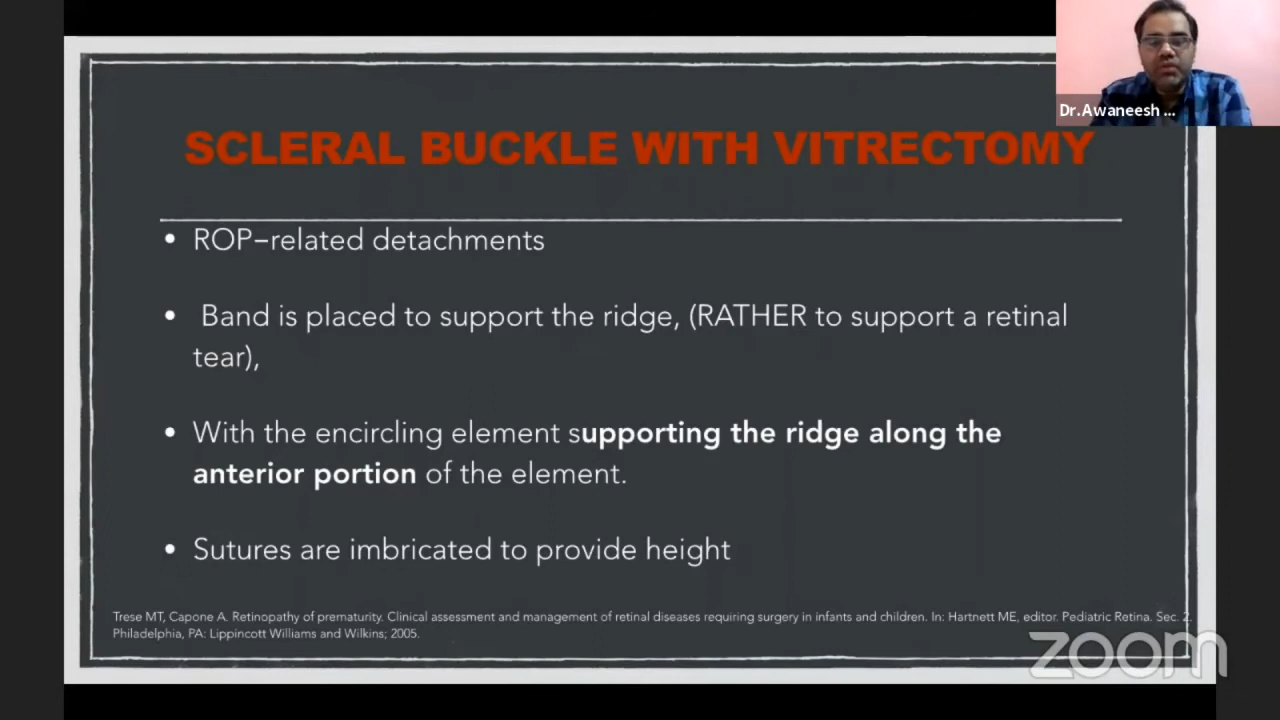 Dr.Awaneesh ...
SCLERAL BUCKLE WITH VITRECTOMY
• ROP–related detachments
• Band is placed to support the ridge, (RATHER to support a retinal
tear),
• With the encircling element supporting the ridge along the
anterior portion of the element.
• Sutures are imbricated to provide height
Trese MT, Capone A. Retinopathy of prematurity. Clinical assessment and management of retinal diseases requiring surgery in infants and children. In: Hartnett ME, editor. Pediatric Retina. Sec. 2.
Philadelphia, PA: Lippincott Williams and Wilkins; 2005.
zoom